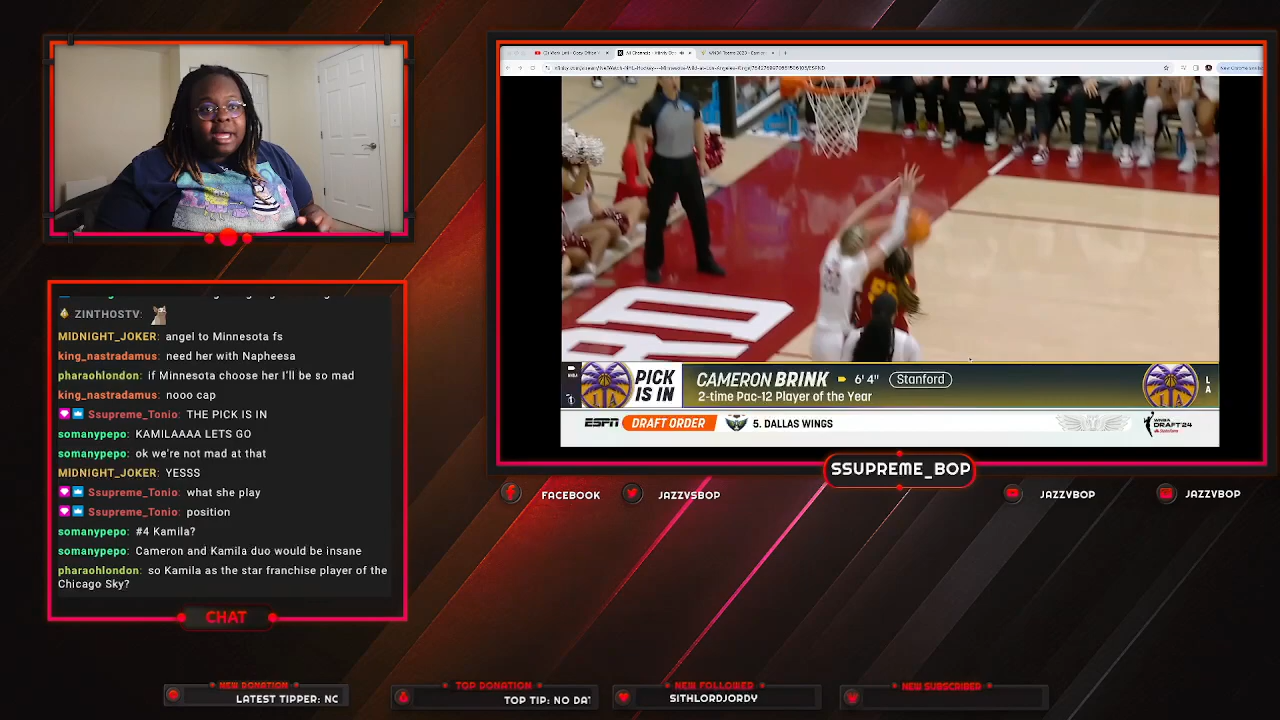 ZINTHOSTV:
MIDNIGHT_JOKER: angel to Minnesota fs
king_nastradamus: need her with Napheesa
pharaohlondon: if Minnesota choose her I'll be so mad
king_nastradamus: nooo cap
Ssupreme_Tonio: THE PICK IS IN
somanypepo: KAMILAAAA LETS GO
somanypepo: ok we're not mad at that
MIDNIGHT_JOKER: YESSS
Ssupreme_Tonio: what she play
Ssupreme_Tonio: position
somanypepo: #4 Kamila?
somanypepo: Cameron and Kamila duo would be insane
pharaohlondon: so Kamila as the star franchise player of the
Chicago Sky?
CHAT
PICK
IS IN
CAMERON BRINK 6' 4" Stanford
2-time Pac-12 Player of the Year
LA
ESPN DRAFT ORDER 5. DALLAS WINGS
WNBA
DRAFT'24
SSUPREME_BOP
FACEBOOK
JAZZVSBOP
JAZZVBOP
JAZZVBOP
NEW DONATION
LATEST TIPPER: NC
TOP DONATION
TOP TIP: NO DA
NEW FOLLOWER
SITHLORDJORDY
NEW SUBSCRIBER